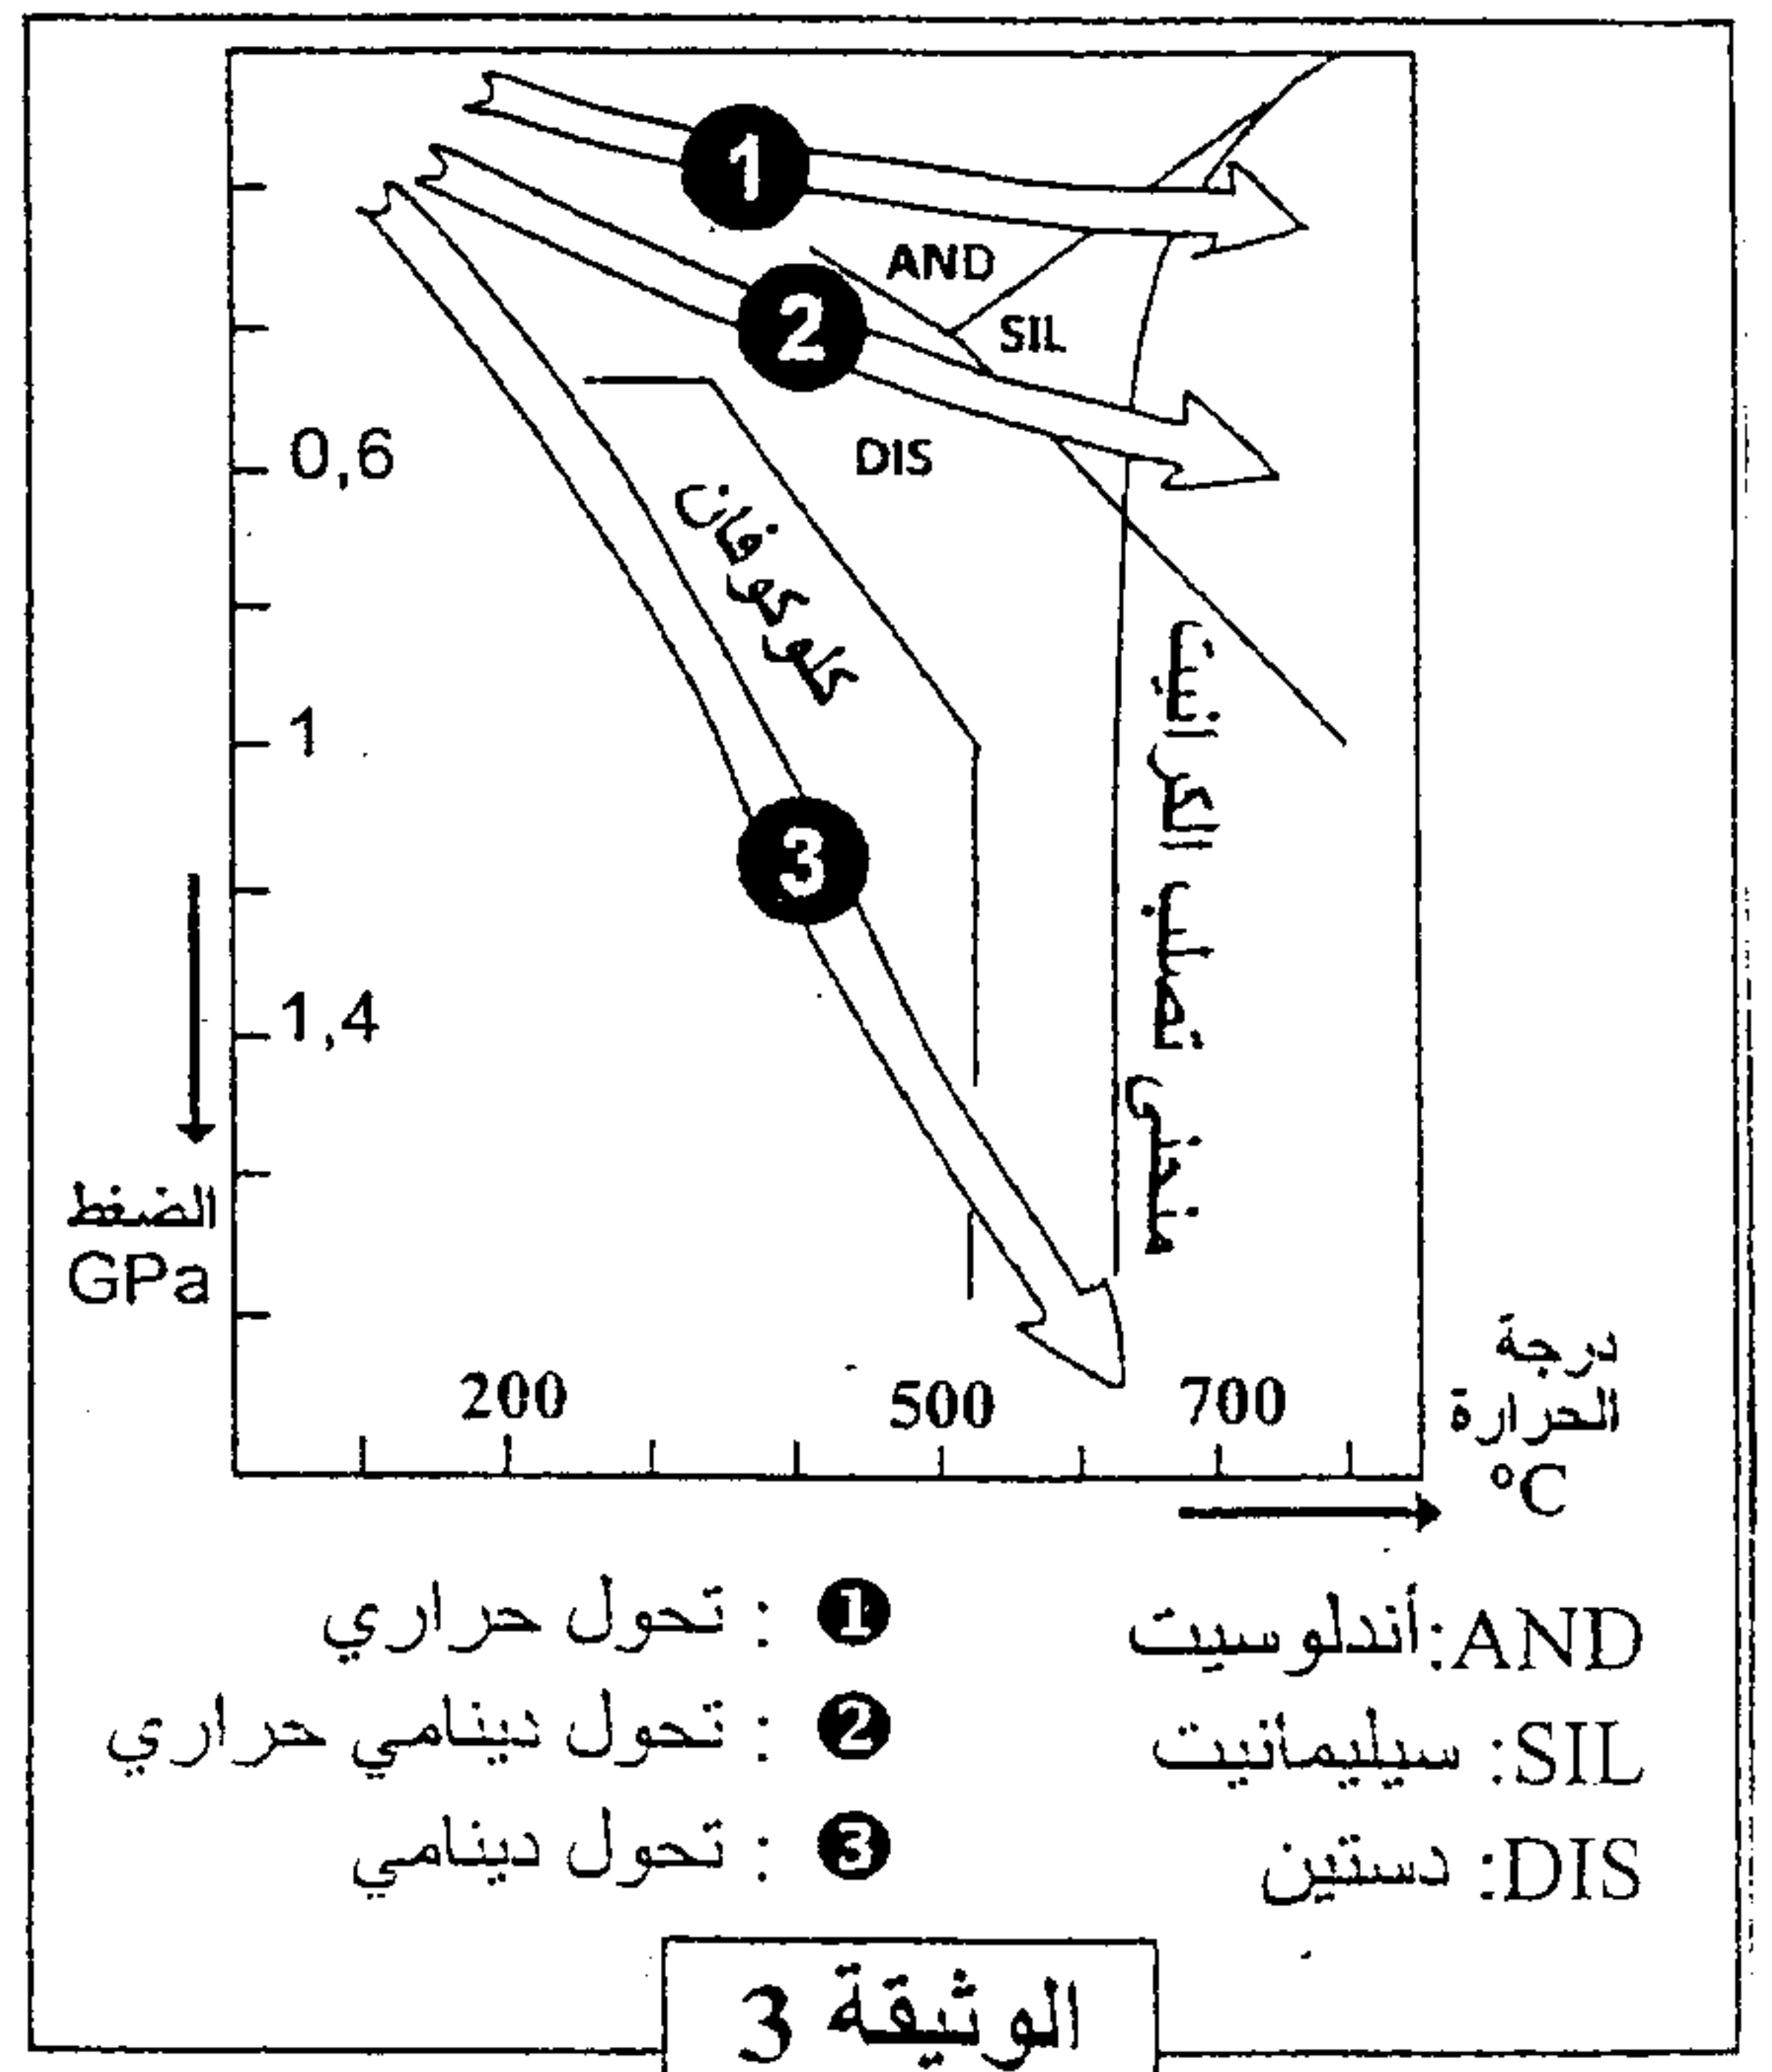 1
2
3
AND
SIL
DIS
0,6
1
1,4
كلوكوفان
منحنى تصلب الكرانيت
الضغط
GPa
200
500
700
درجة
الحرارة
°C
AND:أندلوسيت
SIL: سيليمانيت
DIS: دستين
1 : تحول حراري
2 : تحول دينامي حراري
3 : تحول دينامي
الوثيقة 3